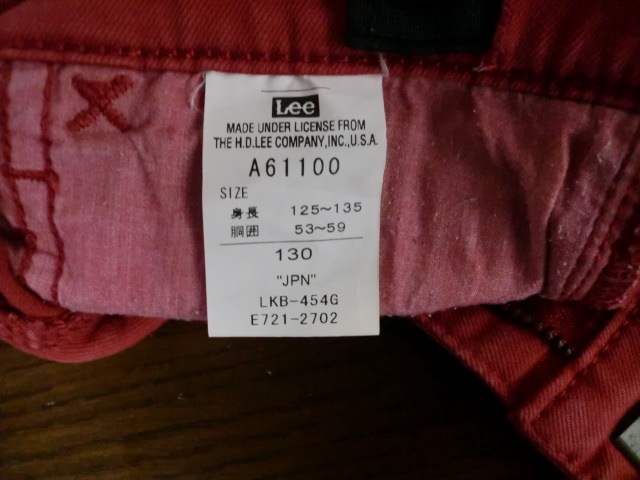 Lee
MADE UNDER LICENSE FROM
THE H.D.LEE COMPANY,INC.,U.S.A.
A61100
SIZE
身長 125~135
胴囲 53~59
130
"JPN"
LKB-454G
E721-2702